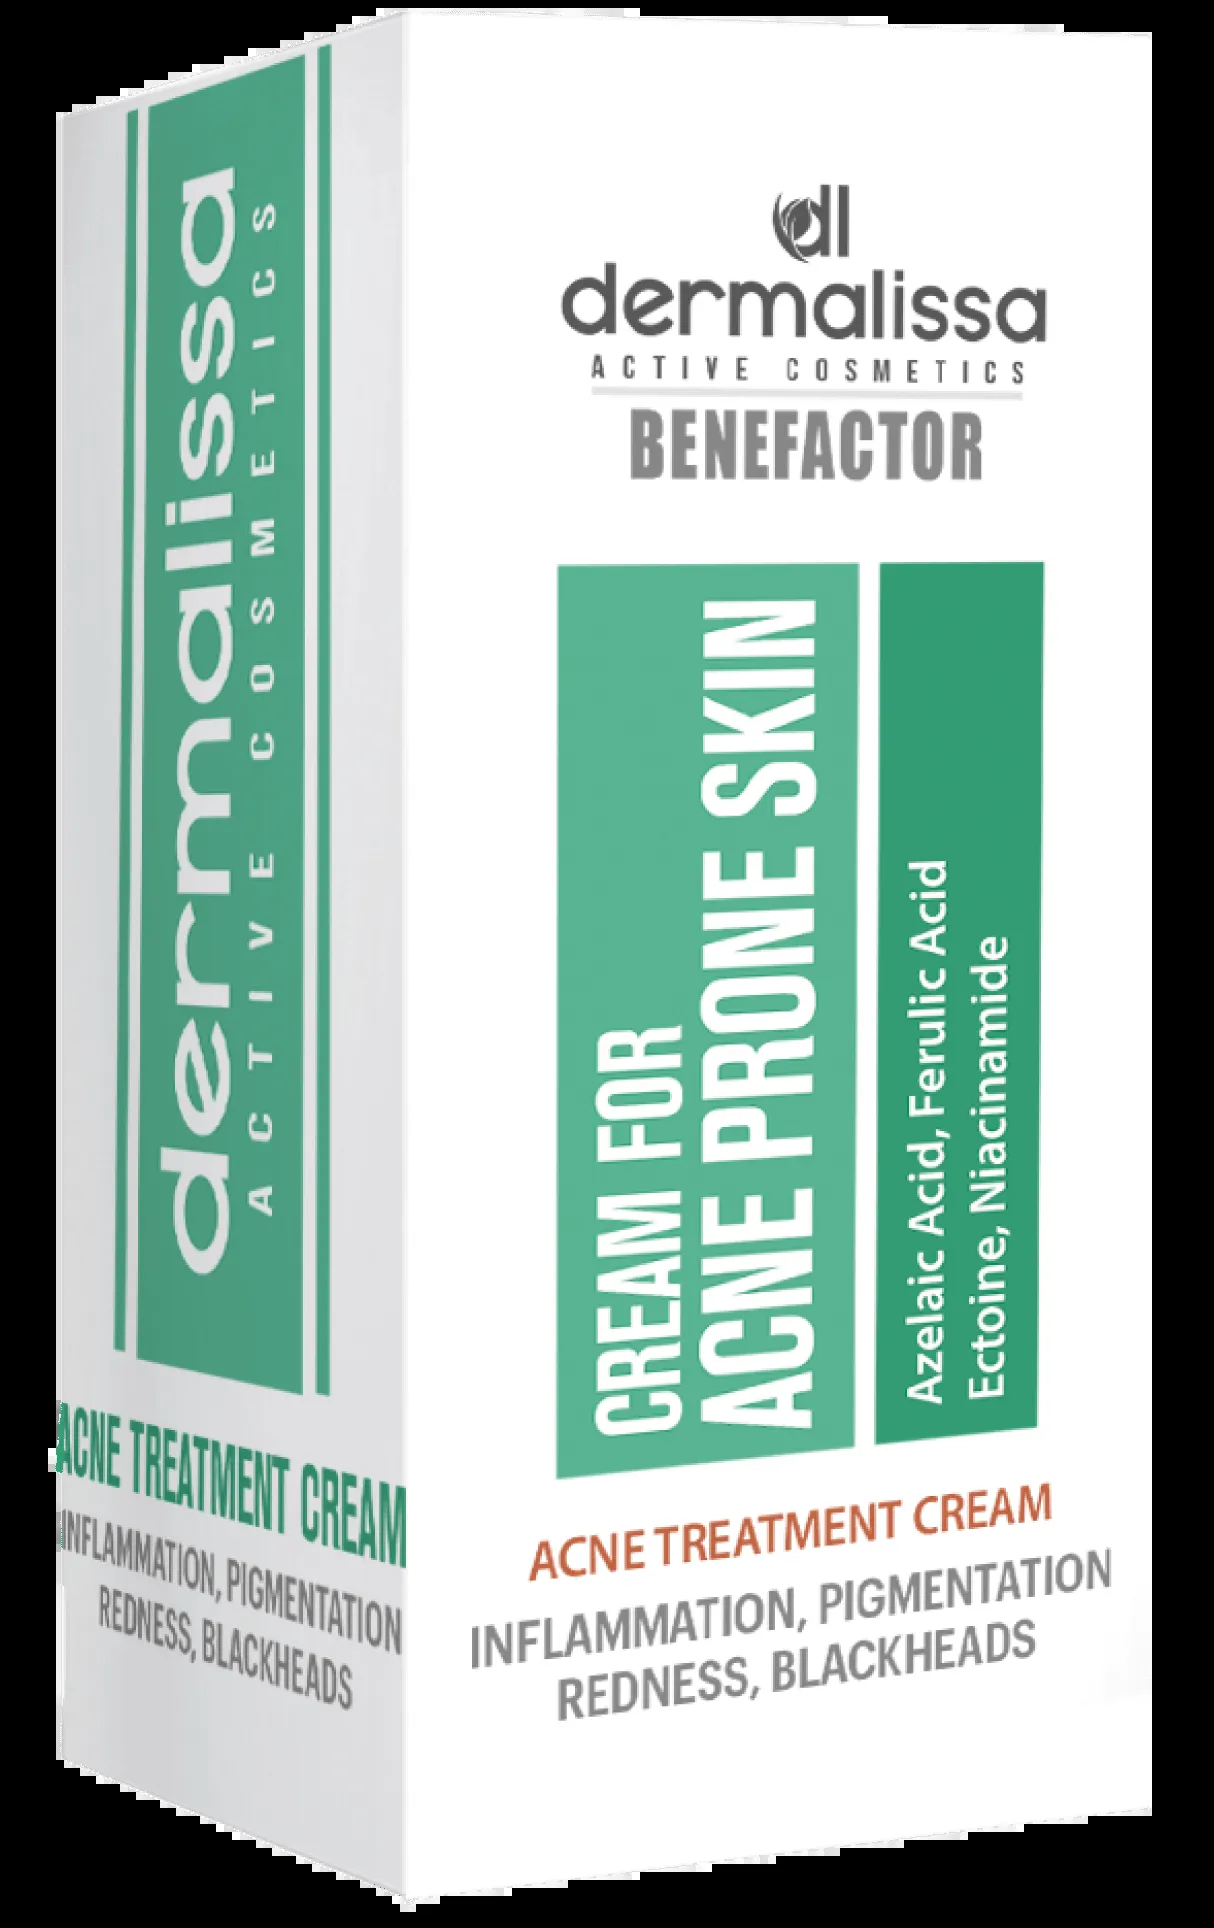 dermalissa
ACTIVE COSMETICS
ACNE TREATMENT CREAM
INFLAMMATION, PIGMENTATION
REDNESS, BLACKHEADS
dl
dermalissa
ACTIVE COSMETICS
BENEFACTOR
CREAM FOR
ACNE PRONE SKIN
Azelaic Acid, Ferulic Acid
Ectoine, Niacinamide
ACNE TREATMENT CREAM
INFLAMMATION, PIGMENTATION
REDNESS, BLACKHEADS